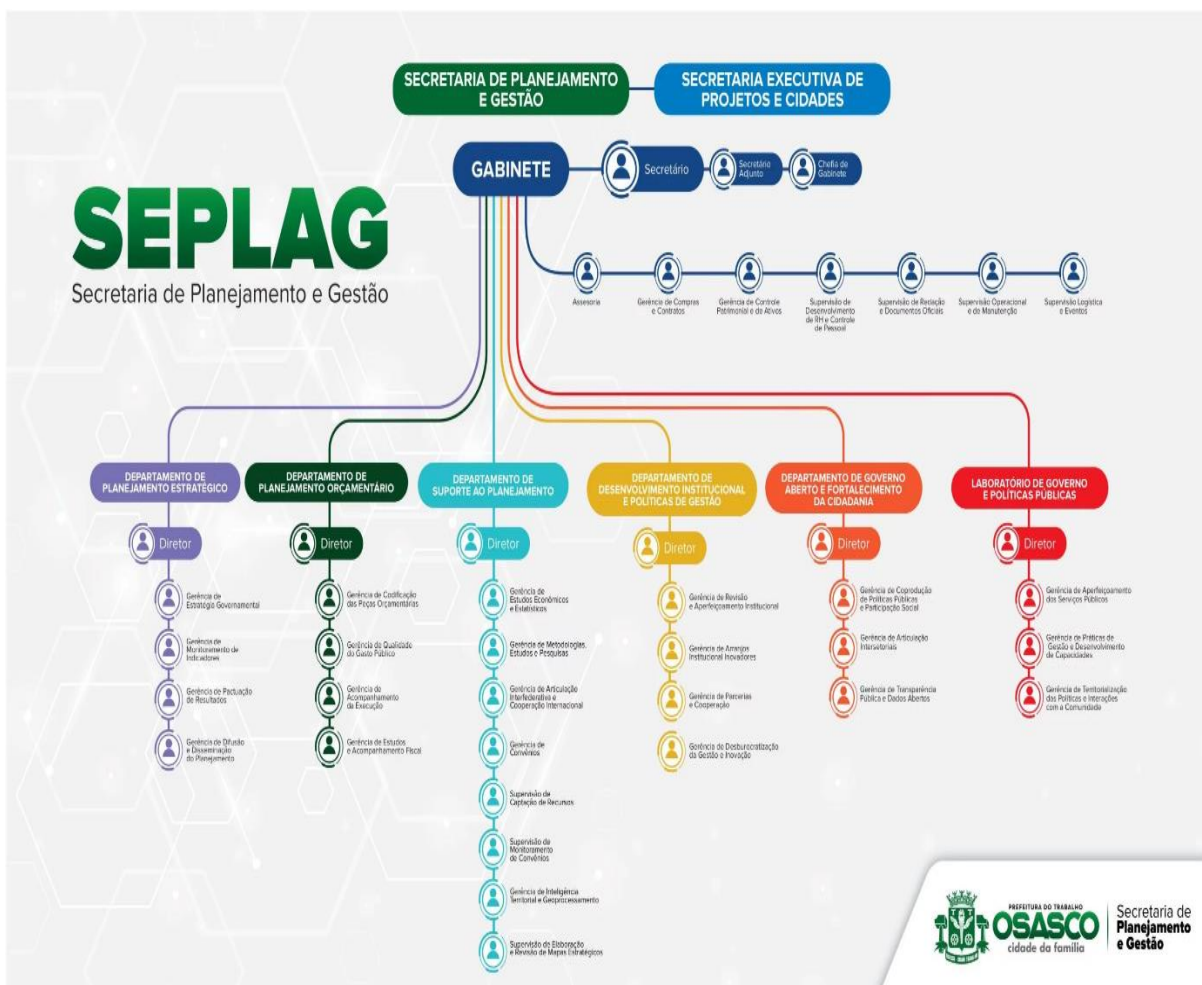 SECRETARIA DE PLANEJAMENTO
E GESTÃO
SECRETARIA EXECUTIVA DE
PROJETOS E CIDADES
GABINETE
Secretário
Secretário
Adjunto
Chefia de
Gabinete
SEPLAG
Secretaria de Planejamento e Gestão
Assessoria
Gerência de Compras
e Contratos
Gerência de Controle
Patrimonial e de Ativos
Supervisão de
Desenvolvimento
de RH e Controle
de Pessoal
Supervisão de Redação
e Documentos Oficiais
Supervisão Operacional
e de Manutenção
Supervisão Logística
e Eventos
DEPARTAMENTO DE
PLANEJAMENTO ESTRATÉGICO
Diretor
Gerência de
Estratégia Governamental
Gerência de
Monitoramento de
Indicadores
Gerência de Pactuação
de Resultados
Gerência de Difusão
e Disseminação
do Planejamento
DEPARTAMENTO DE
PLANEJAMENTO ORÇAMENTÁRIO
Diretor
Gerência de Codificação
das Peças Orçamentárias
Gerência de Qualidade
do Gasto Público
Gerência de
Acompanhamento
da Execução
Gerência de Estudos
e Acompanhamento Fiscal
DEPARTAMENTO DE
SUPORTE AO PLANEJAMENTO
Diretor
Gerência de
Estudos Econômicos
e Estatísticos
Gerência de Metodologias,
Estudos e Pesquisas
Gerência de Articulação
Interfederativa e
Cooperação Internacional
Gerência de
Convênios
Supervisão de
Captação de Recursos
Supervisão de
Monitoramento
de Convênios
Gerência de Inteligência
Territorial e Geoprocessamento
Supervisão de Elaboração
e Revisão de Mapas Estratégicos
DEPARTAMENTO DE
DESENVOLVIMENTO INSTITUCIONAL
E POLÍTICAS DE GESTÃO
Diretor
Gerência de Revisão
e Aperfeiçoamento Institucional
Gerência de Arranjos
Institucional Inovadores
Gerência de Parcerias
e Cooperação
Gerência de Desburocratização
da Gestão e Inovação
DEPARTAMENTO DE GOVERNO
ABERTO E FORTALECIMENTO
DA CIDADANIA
Diretor
Gerência de Coprodução
de Políticas Públicas
e Participação Social
Gerência de Articulação
Intersetoriais
Gerência de Transparência
Pública e Dados Abertos
LABORATÓRIO DE GOVERNO
E POLÍTICAS PÚBLICAS
Diretor
Gerência de Aperfeiçoamento
dos Serviços Públicos
Gerência de Práticas de
Gestão e Desenvolvimento
de Capacidades
Gerência de Territorialização
das Políticas e Interações
com a Comunidade
PREFEITURA DO TRABALHO
OSASCO
cidade da família
Secretaria de
Planejamento
e Gestão